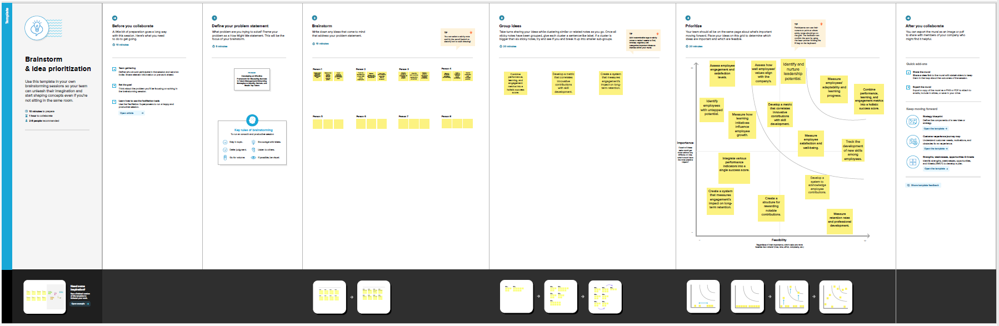 Template
Brainstorm
& idea prioritization
Use this template in your own
brainstorming sessions so your team
can unleash their imagination and
start shaping concepts even if you're
not sitting in the same room.
10 minutes to prepare
1 hour to collaborate
2-8 people recommended
Need some
inspiration?
See a finished version
of this template to
kickstart your work.
Open example
Before you collaborate
A little bit of preparation goes a long way
with this session. Here's what you need
to do to get going.
10 minutes
Team gathering
Define who should participate in the session and send an
invite. Share relevant information or pre-work ahead.
Set the goal
Think about the problem you'll be focusing on solving in
the brainstorming session.
Learn how to use the facilitation tools
Use the Facilitation Superpowers to run a happy and
productive session.
Open article
1
Define your problem statement
What problem are you trying to solve? Frame your
problem as a How Might We statement. This will be the
focus of your brainstorm.
5 minutes
PROBLEM
Developing an Effective
Framework for Measuring Success
in Talent Management: Enhancing
Strategies to Identify, Nurture, and
Retain Top Talent
Key rules of brainstorming
To run an smooth and productive session
Stay in topic.
Encourage wild ideas.
Defer judgment.
Listen to others.
Go for volume.
If possible, be visual.
2
Brainstorm
Write down any ideas that come to mind
that address your problem statement.
10 minutes
TIP
You can select a sticky note
and hit the pencil [switch to
sketch] icon to start drawing!
Person 1
Person 2
Person 3
Person 4
Person 5
Person 6
Person 7
Person 8
3
Group ideas
Take turns sharing your ideas while clustering similar or related notes as you go. Once all
sticky notes have been grouped, give each cluster a sentence-like label. If a cluster is
bigger than six sticky notes, try and see if you and break it up into smaller sub-groups.
20 minutes
TIP
Add customizable tags to sticky
notes to make it easier to find,
browse, organize, and
categorize important ideas as
themes within your mural.
Combine
performance,
learning, and
engagement
metrics into a
holistic success
score.
Develop a metric
that correlates
innovative
contributions
with skill
development.
Create a system
that measures
engagement's
impact on long-
term retention.
4
Prioritize
Your team should all be on the same page about what's important
moving forward. Place your ideas on this grid to determine which
ideas are important and which are feasible.
20 minutes
TIP
Participants can use their
cursors to point at where
sticky notes should go on
the grid. The facilitator can
confirm the spot by using
the laser pointer holding the
H key on the keyboard.
Assess employee
engagement and
satisfaction
levels.
Assess how
well employees'
values align
with the
company's.
Identify and
nurture
leadership
potential.
Measure
employees'
adaptability and
learning
progress.
Combine
performance,
learning, and
engagement metrics
into a holistic
success score.
Identify
employees
with untapped
potential.
Measure how
learning
initiatives
influence
employee
growth.
Develop a metric
that correlates
innovative
contributions
with skill
development.
Measure
employee
satisfaction and
well-being.
Track the
development
of new skills
among
employees.
Importance
If each of these
tasks could get
done without any
difficulty or cost,
which would have
the most positive
impact?
Integrate various
performance
indicators into a
single success score.
Develop a
system to
acknowledge
employee
contributions.
Create a system
that measures
engagement's
impact on long-
term retention.
Create a
structure for
rewarding
notable
contributions.
Measure
retention rates
and professional
development.
Feasibility
Regardless of their importance, which tasks are more
feasible than others? (Cost, time, effort, complexity, etc.)
After you collaborate
You can export the mural as an image or pdf
to share with members of your company who
might find it helpful.
Quick add-ons
Share the mural
Share a view link to the mural with stakeholders to keep
them in the loop about the outcomes of the session.
Export the mural
Export a copy of the mural as a PNG or PDF to attach to
emails, include in slides, or save in your drive.
Keep moving forward
Strategy blueprint
Define the components of a new idea or
strategy.
Open the template
Customer experience journey map
Understand customer needs, motivations, and
obstacles for an experience.
Open the template
Strengths, weaknesses, opportunities & threats
Identify strengths, weaknesses, opportunities,
and threats (SWOT) to develop a plan.
Open the template
Share template feedback